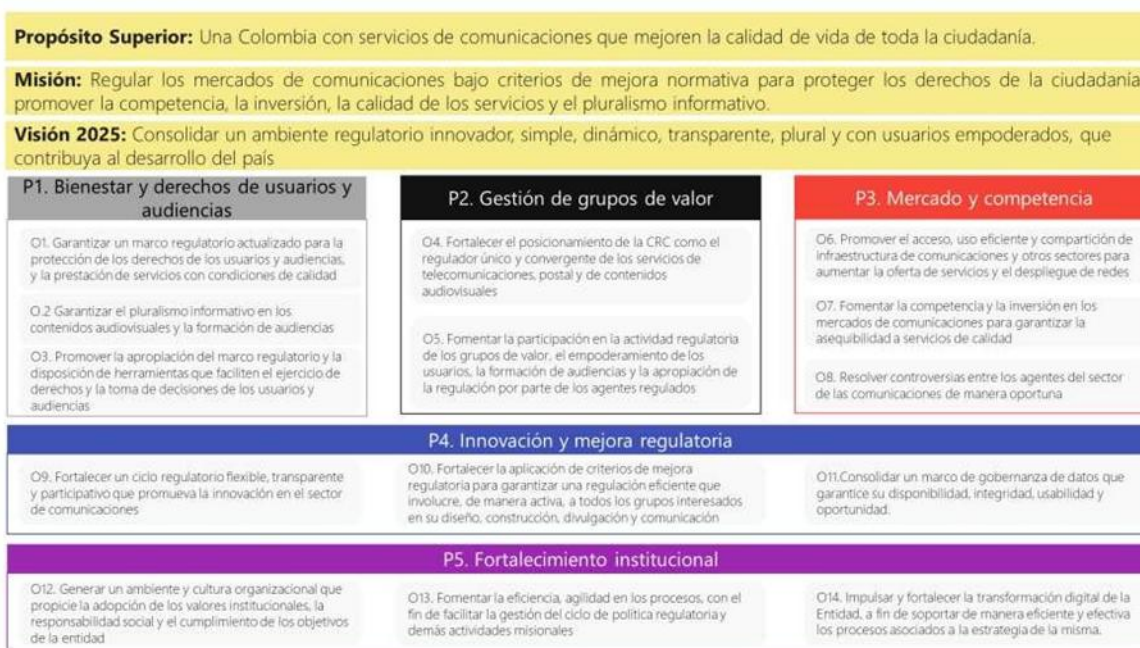 Propósito Superior: Una Colombia con servicios de comunicaciones que mejoren la calidad de vida de toda la ciudadanía.
Misión: Regular los mercados de comunicaciones bajo criterios de mejora normativa para proteger los derechos de la ciudadanía
promover la competencia, la inversión, la calidad de los servicios y el pluralismo informativo.
Visión 2025: Consolidar un ambiente regulatorio innovador, simple, dinámico, transparente, plural y con usuarios empoderados, que
contribuya al desarrollo del país
P1. Bienestar y derechos de usuarios y
audiencias
O1. Garantizar un marco regulatorio actualizado para la
protección de los derechos de los usuarios y audiencias,
y la prestación de servicios con condiciones de calidad
O.2 Garantizar el pluralismo informativo en los
contenidos audiovisuales y la formación de audiencias
O3. Promover la apropiación del marco regulatorio y la
disposición de herramientas que faciliten el ejercicio de
derechos y la toma de decisiones de los usuarios y
audiencias
P2. Gestión de grupos de valor
O4. Fortalecer el posicionamiento de la CRC como el
regulador único y convergente de los servicios de
telecomunicaciones, postal y de contenidos
audiovisuales
O5. Fomentar la participación en la actividad regulatoria
de los grupos de valor, el empoderamiento de los
usuarios, la formación de audiencias y la apropiación de
la regulación por parte de los agentes regulados
P3. Mercado y competencia
O6. Promover el acceso, uso eficiente y compartición de
infraestructura de comunicaciones y otros sectores para
aumentar la oferta de servicios y el despliegue de redes
O7. Fomentar la competencia y la inversión en los
mercados de comunicaciones para garantizar la
asequibilidad a servicios de calidad
O8. Resolver controversias entre los agentes del sector
de las comunicaciones de manera oportuna
P4. Innovación y mejora regulatoria
O9. Fortalecer un ciclo regulatorio flexible, transparente
y participativo que promueva la innovación en el sector
de comunicaciones
O10. Fortalecer la aplicación de criterios de mejora
regulatoria para garantizar una regulación eficiente que
involucre, de manera activa, a todos los grupos interesados
en su diseño, construcción, divulgación y comunicación
O11.Consolidar un marco de gobernanza de datos que
garantice su disponibilidad, integridad, usabilidad y
oportunidad.
P5. Fortalecimiento institucional
O12. Generar un ambiente y cultura organizacional que
propicie la adopción de los valores institucionales, la
responsabilidad social y el cumplimiento de los objetivos
de la entidad
O13. Fomentar la eficiencia, agilidad en los procesos, con el
fin de facilitar la gestión del ciclo de política regulatoria y
demás actividades misionales
O14. Impulsar y fortalecer la transformación digital de la
Entidad, a fin de soportar de manera eficiente y efectiva
los procesos asociados a la estrategia de la misma.